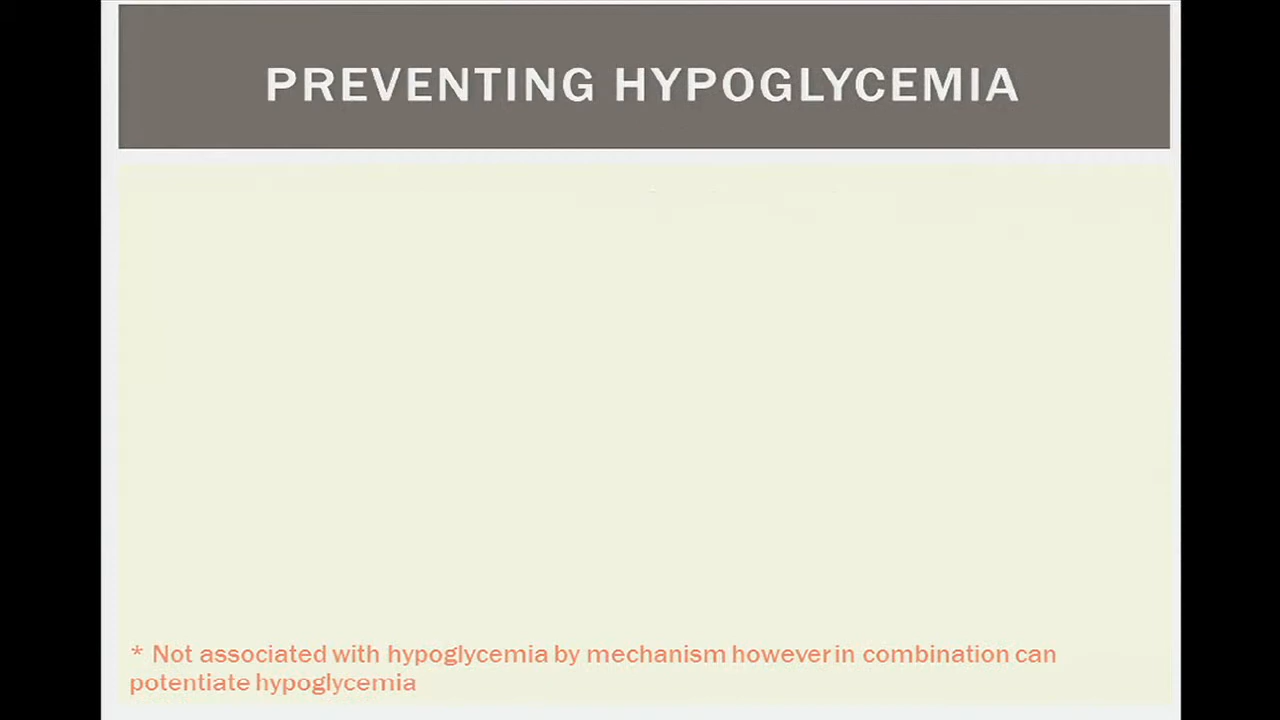 PREVENTING HYPOGLYCEMIA
* Not associated with hypoglycemia by mechanism however in combination can
potentiate hypoglycemia